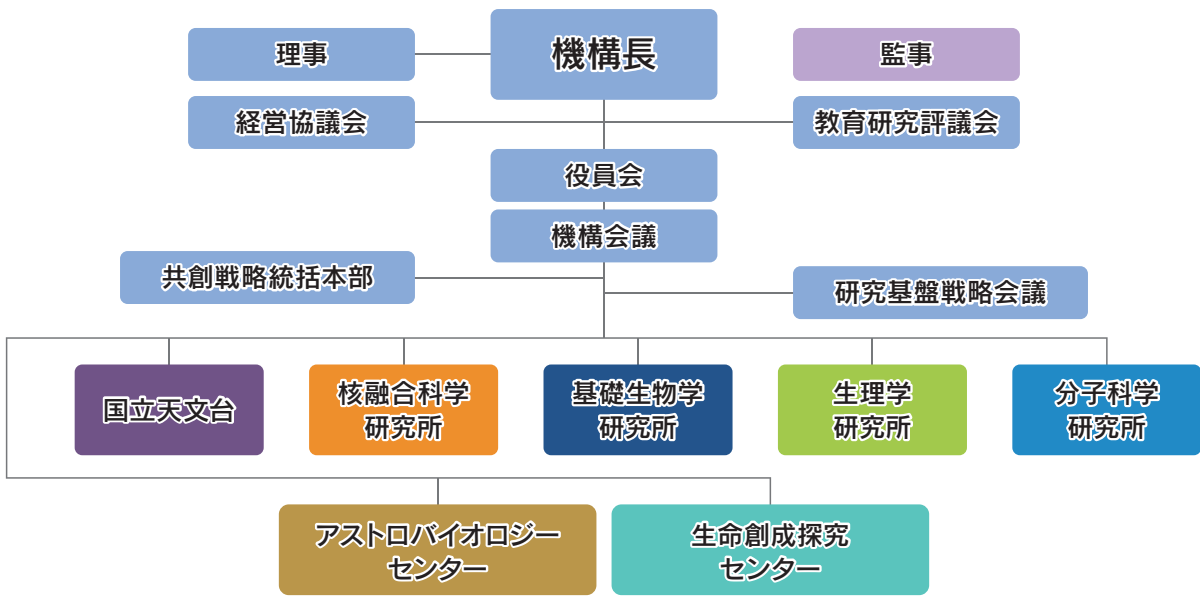 理事
機構長
監事
経営協議会
教育研究評議会
役員会
機構会議
共創戦略統括本部
研究基盤戦略会議
国立天文台
核融合科学
研究所
基礎生物学
研究所
生理学
研究所
分子科学
研究所
アストロバイオロジー
センター
生命創成探究
センター